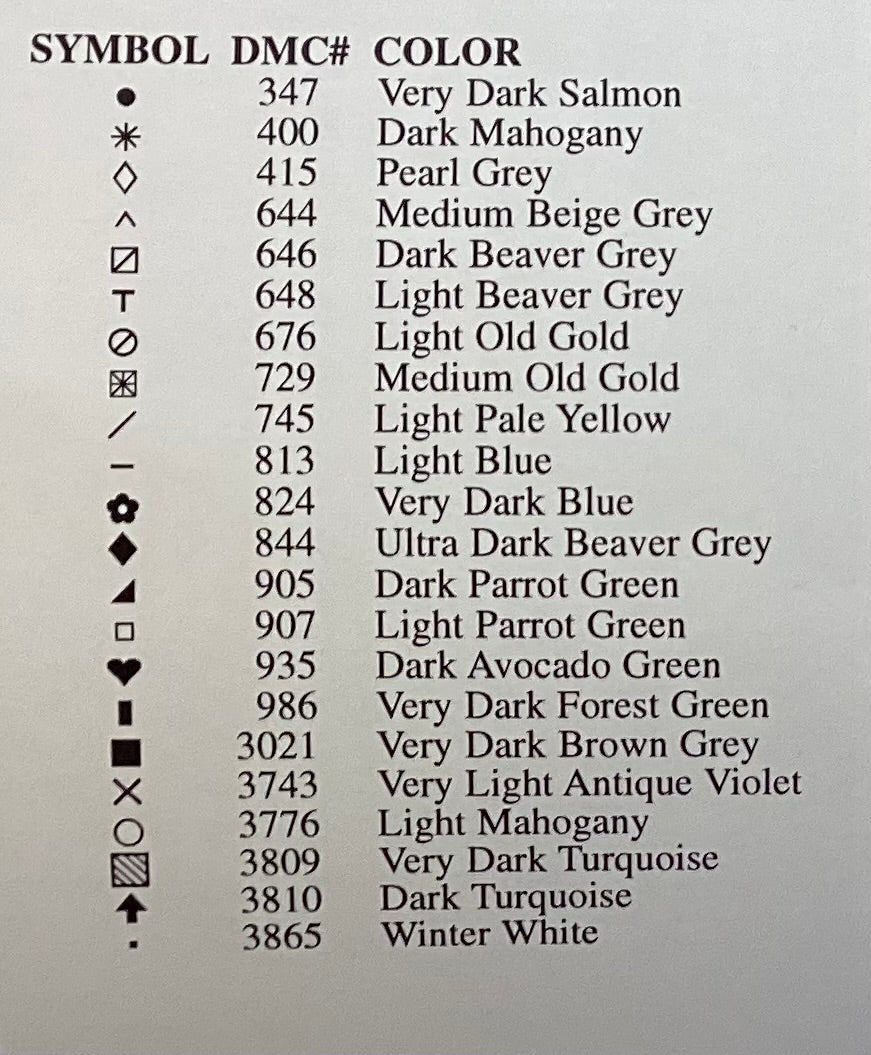 SYMBOL DMC# COLOR
● 347 Very Dark Salmon
✳ 400 Dark Mahogany
◇ 415 Pearl Grey
^ 644 Medium Beige Grey
⍁ 646 Dark Beaver Grey
T 648 Light Beaver Grey
⊘ 676 Light Old Gold
⊠ 729 Medium Old Gold
/ 745 Light Pale Yellow
– 813 Light Blue
✿ 824 Very Dark Blue
◆ 844 Ultra Dark Beaver Grey
◢ 905 Dark Parrot Green
□ 907 Light Parrot Green
♥ 935 Dark Avocado Green
▮ 986 Very Dark Forest Green
■ 3021 Very Dark Brown Grey
× 3743 Very Light Antique Violet
○ 3776 Light Mahogany
▧ 3809 Very Dark Turquoise
⬆ 3810 Dark Turquoise
· 3865 Winter White